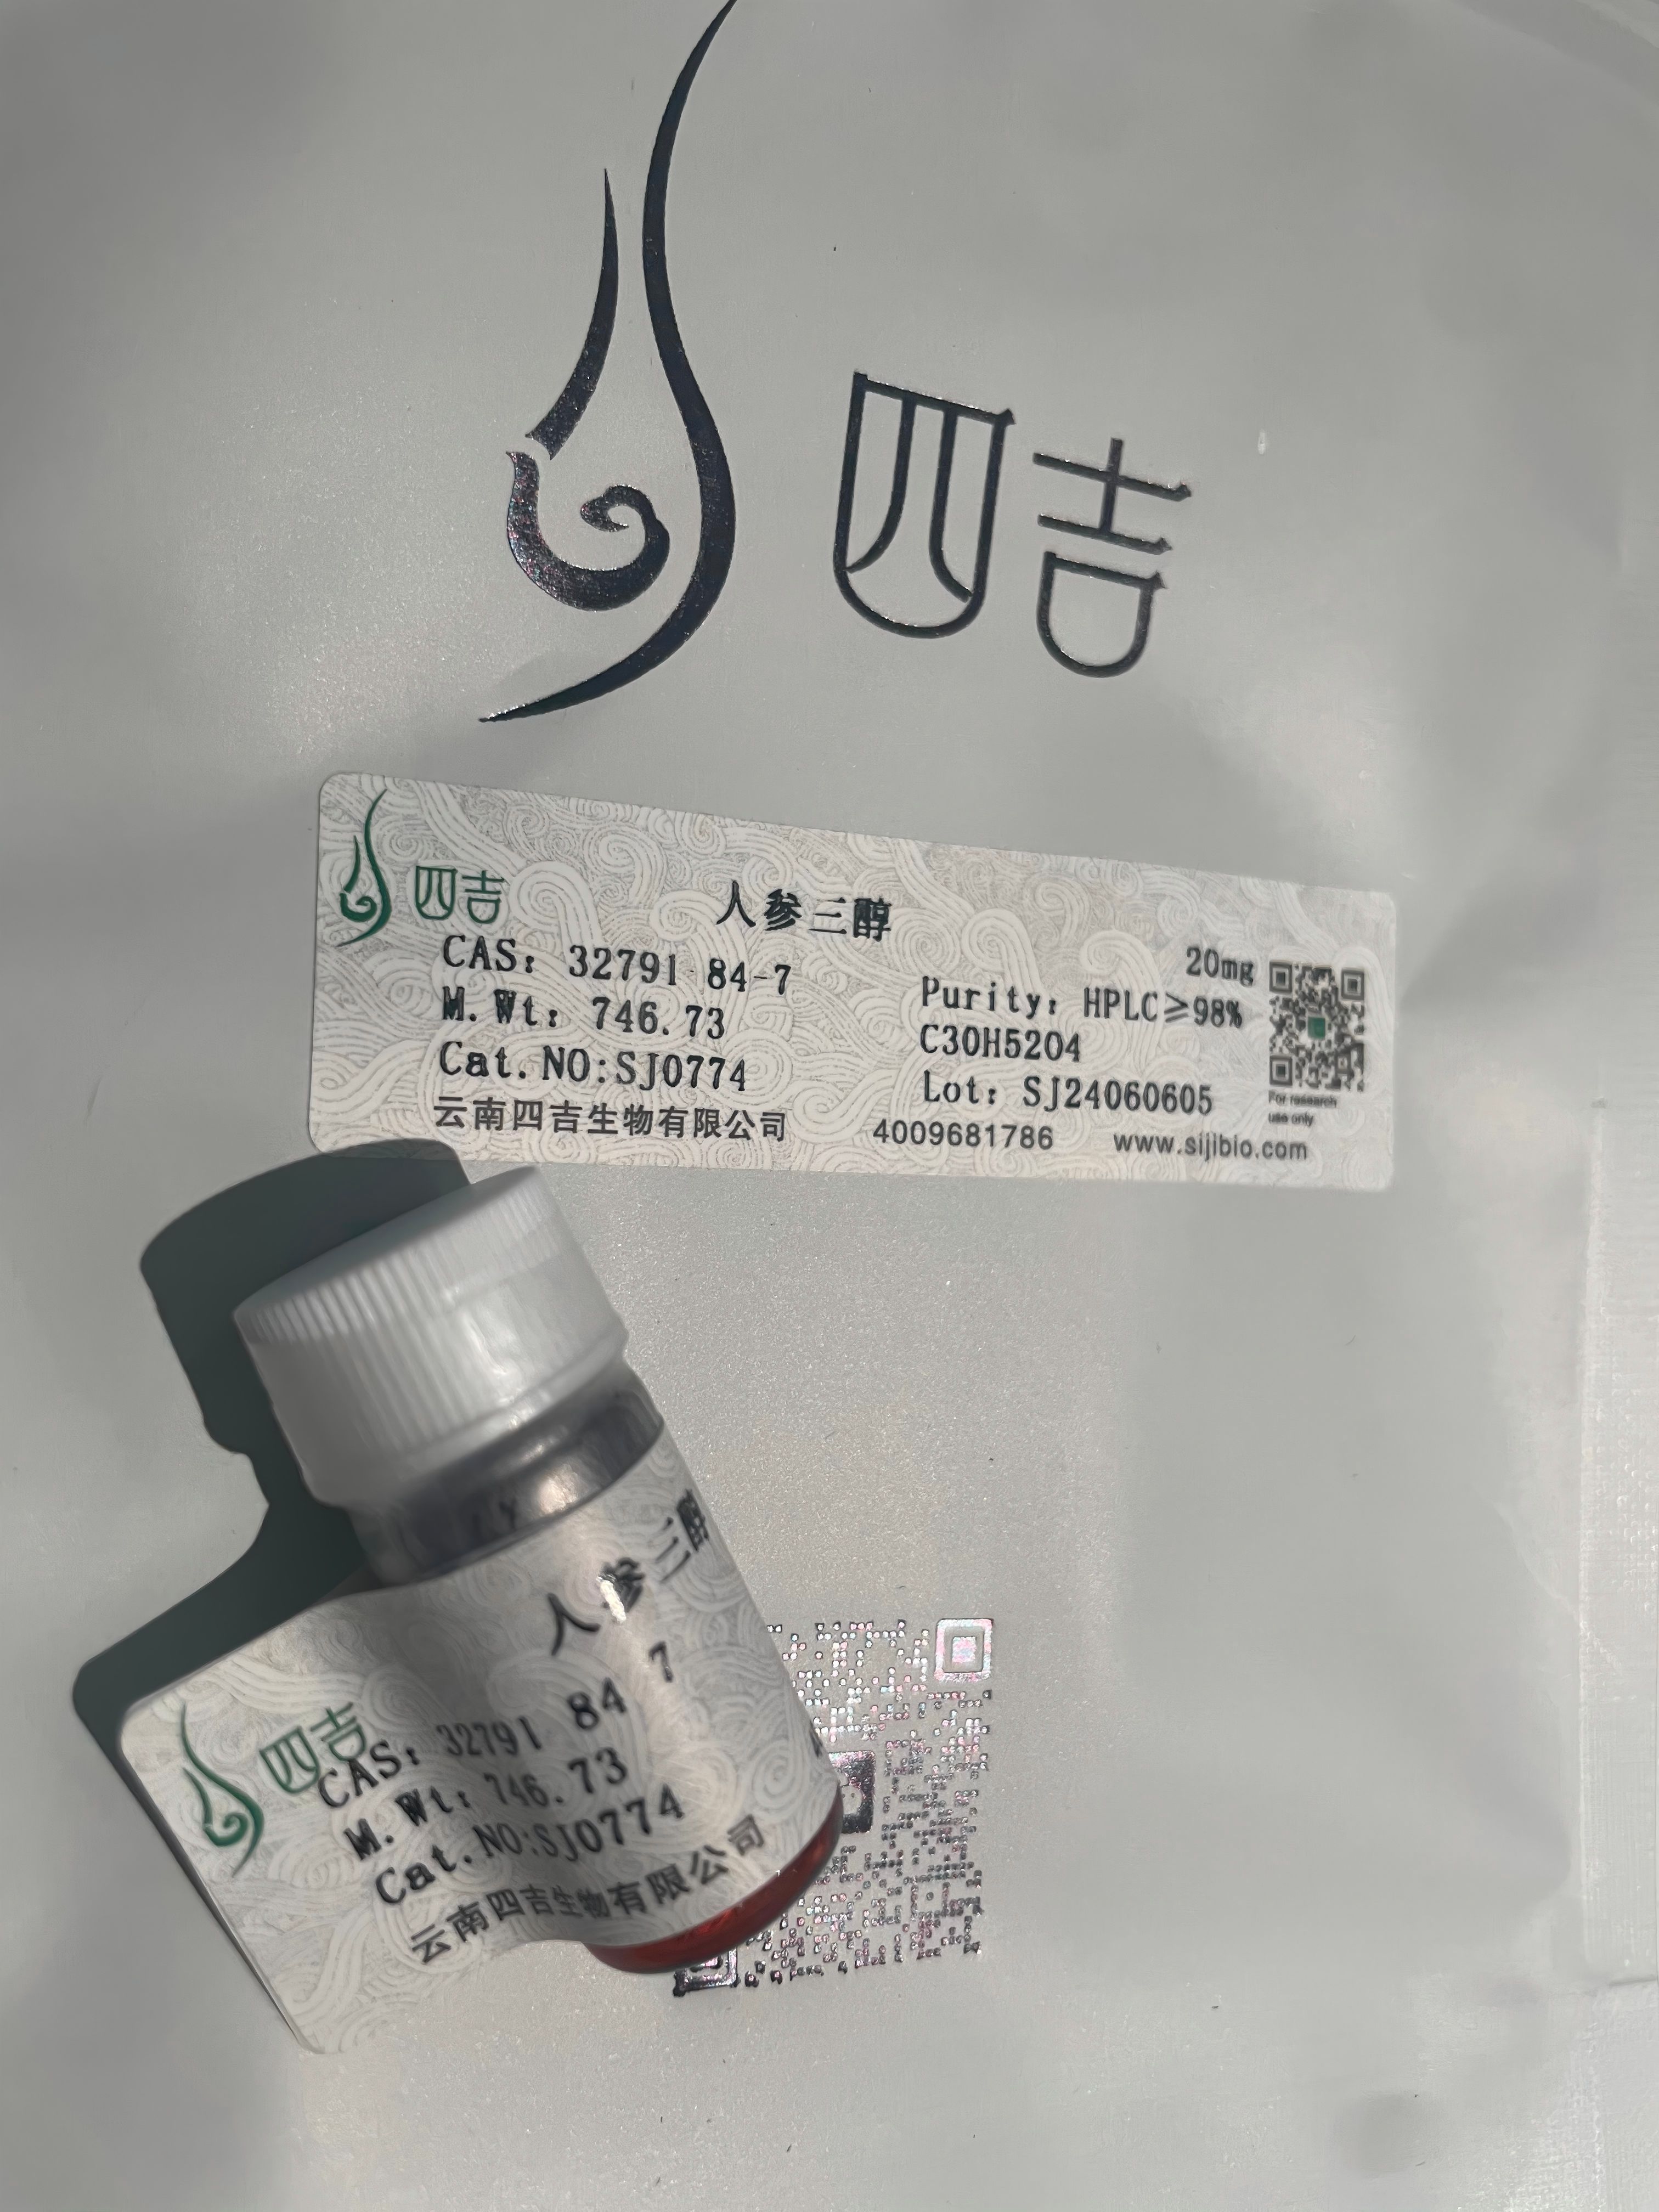 四吉
四吉
人参三醇
CAS: 32791 84-7
20mg
M.Wt: 746.73
Purity: HPLC≥98%
Cat.NO:SJ0774
C30H52O4
云南四吉生物有限公司
Lot: SJ24060605
4009681786
www.sijibio.com
For research
use only
人参三醇
四吉
CAS: 32791 84 7
M.Wt: 746.73
Cat.NO:SJ0774
云南四吉生物有限公司